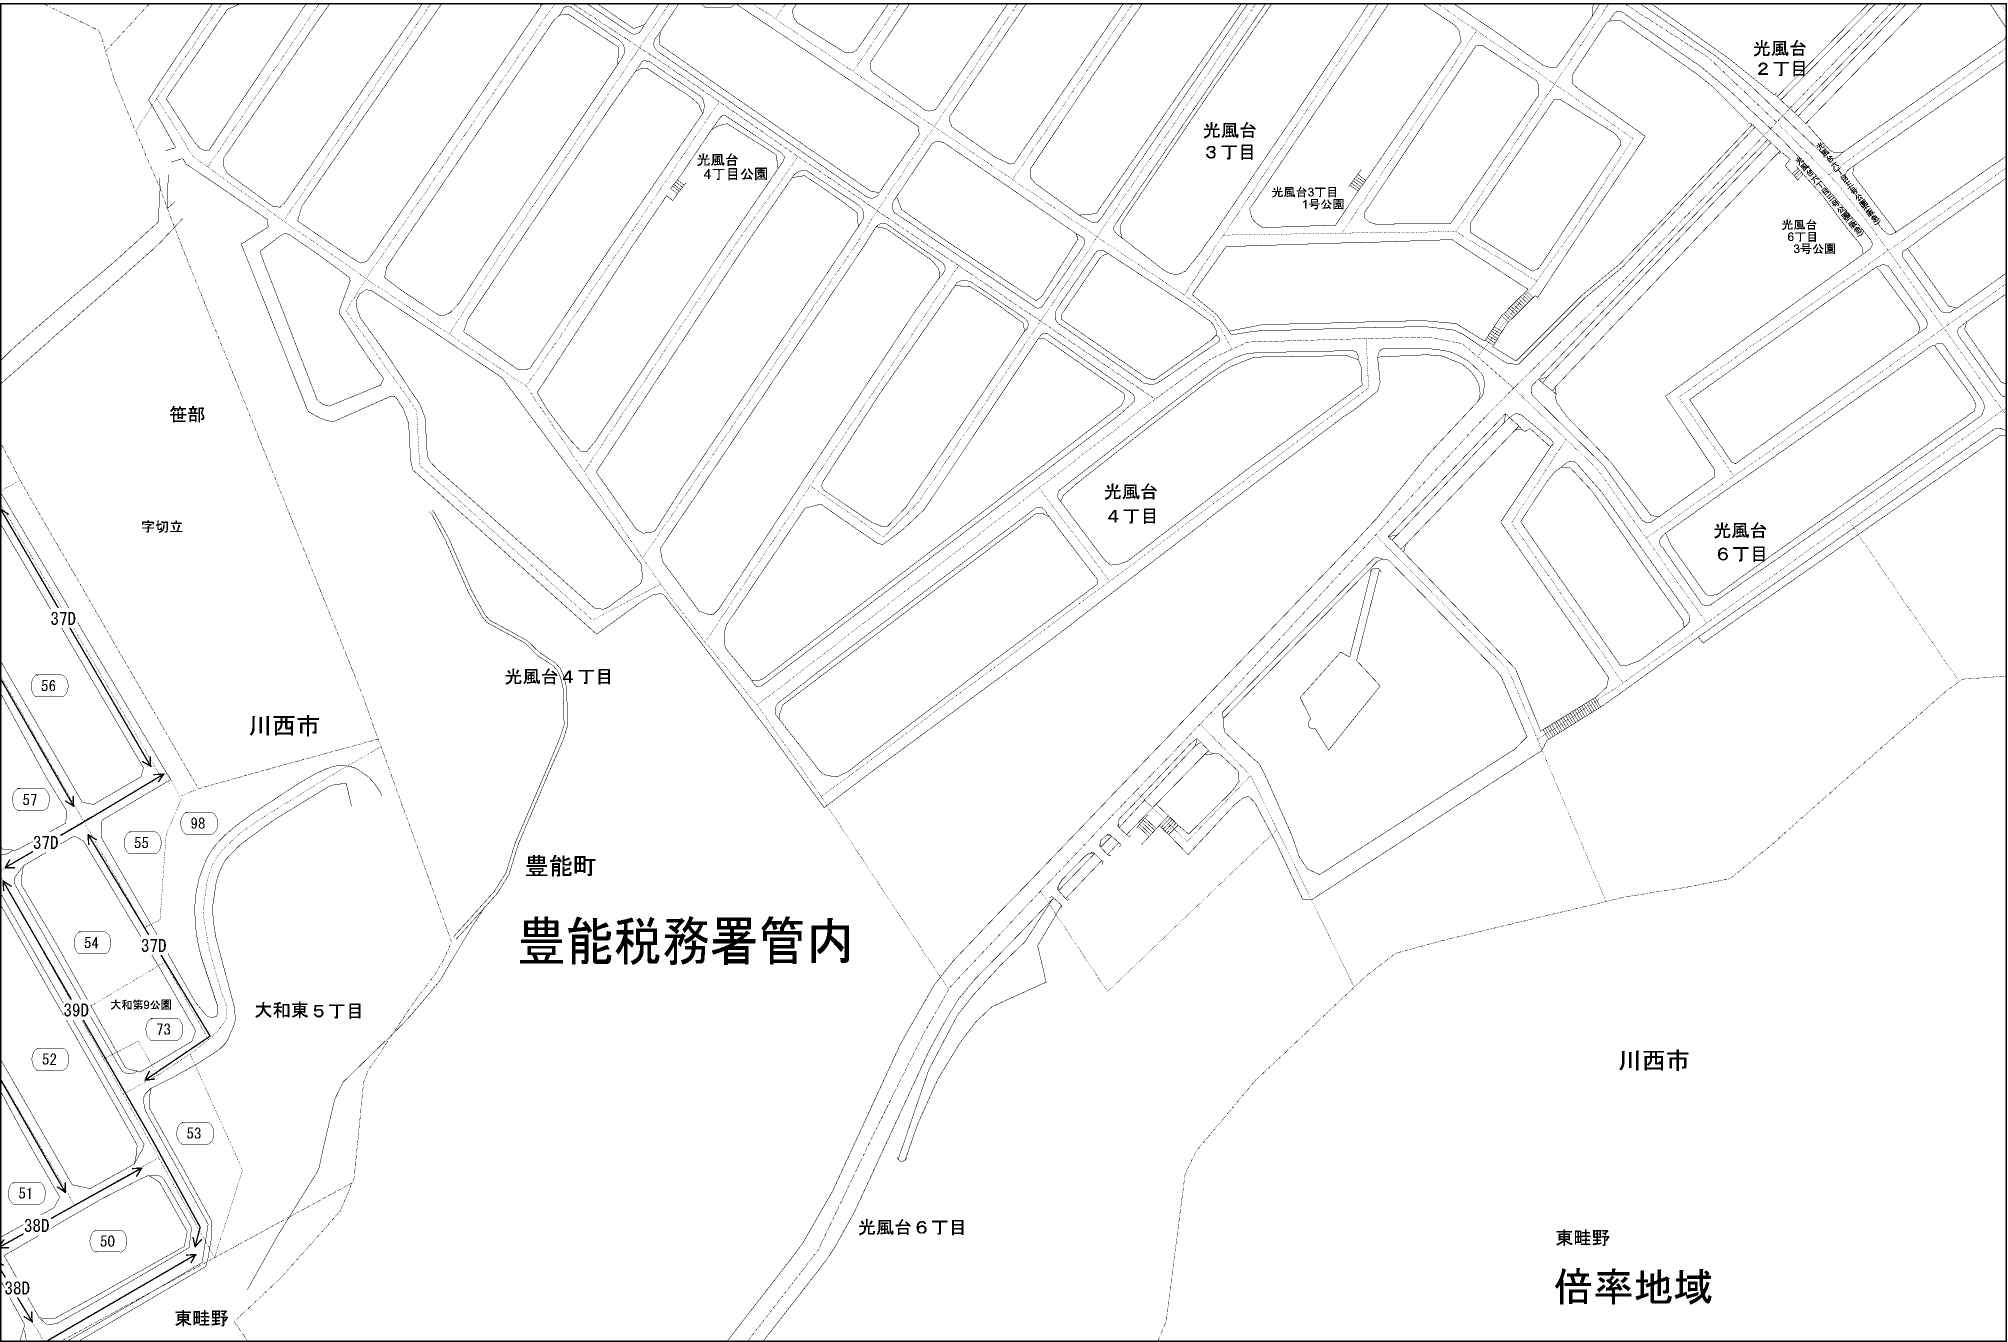 光風台
２丁目
光風台
３丁目
光風台
4丁目公園
光風台3丁目
1号公園
光風台
6丁目
3号公園
笹部
字切立
光風台
４丁目
光風台
６丁目
37D
56
光風台４丁目
川西市
57
98
55
37D
豊能町
豊能税務署管内
54
37D
大和第9公園
39D
73
大和東５丁目
52
川西市
53
51
38D
50
光風台６丁目
東畦野
倍率地域
38D
東畦野